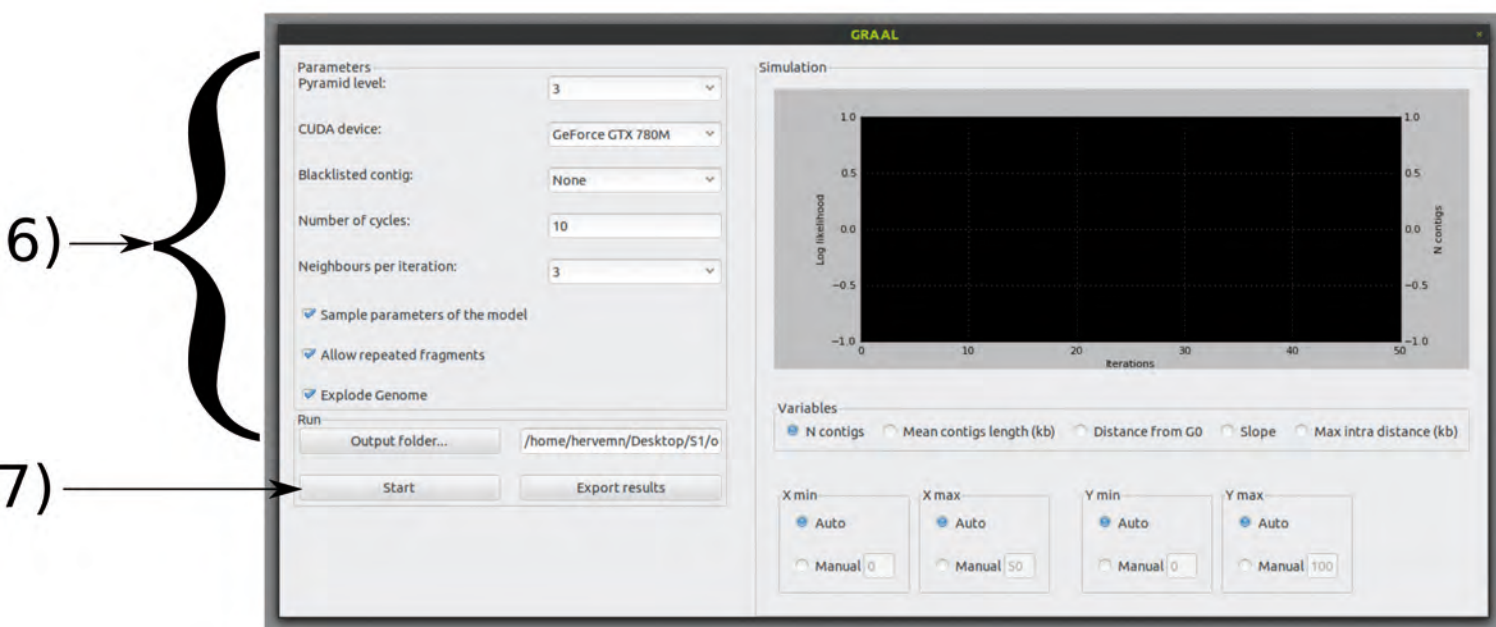 GRAAL
×
6)
Parameters
Pyramid level:
3
CUDA device:
GeForce GTX 780M
Blacklisted contig:
None
Number of cycles:
10
Neighbours per iteration:
3
Sample parameters of the model
Allow repeated fragments
Explode Genome
Run
Output folder...
/home/hervemn/Desktop/S1/o
7)
Start
Export results
Simulation
1.0
0.5
0.0
−0.5
−1.0
Log likelihood
1.0
0.5
0.0
−0.5
−1.0
N contigs
0 10 20 30 40 50
Iterations
Variables
N contigs Mean contigs length (kb) Distance from G0 Slope Max intra distance (kb)
X min X max Y min Y max
Auto Auto Auto Auto
Manual 0 Manual 50 Manual 0 Manual 100